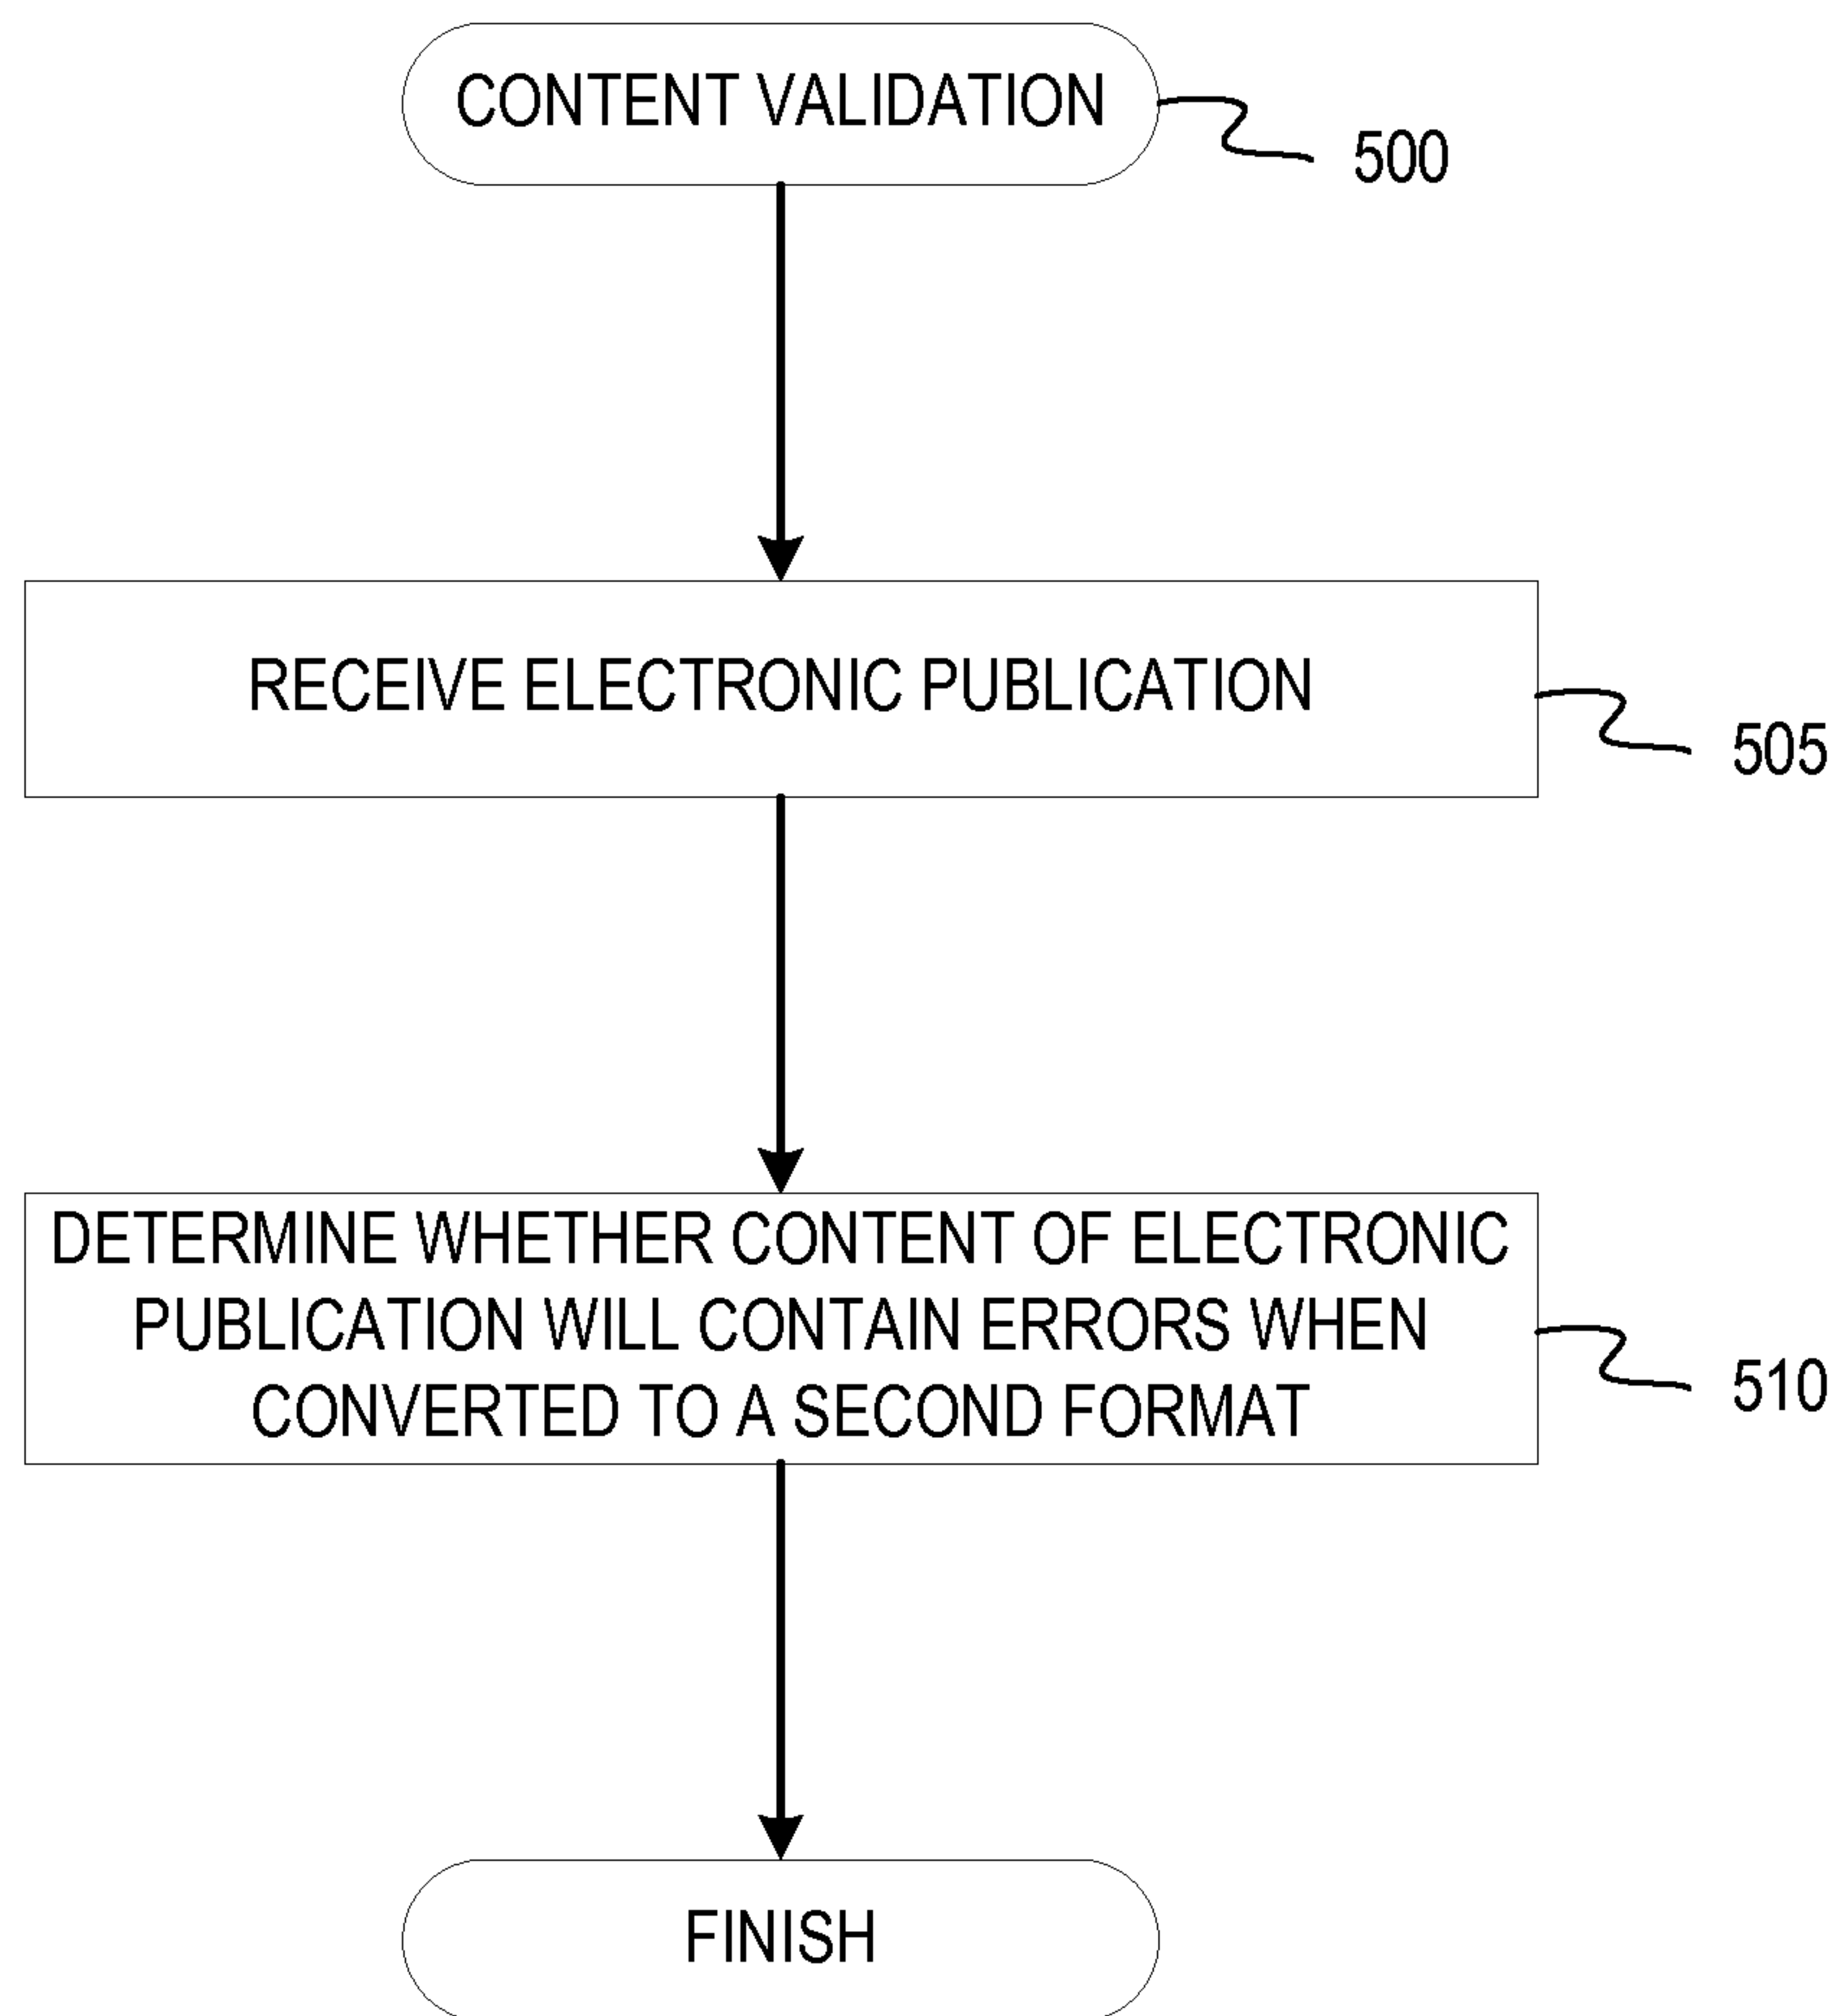 CONTENT VALIDATION
500
RECEIVE ELECTRONIC PUBLICATION
505
DETERMINE WHETHER CONTENT OF ELECTRONIC
PUBLICATION WILL CONTAIN ERRORS WHEN
CONVERTED TO A SECOND FORMAT
510
FINISH